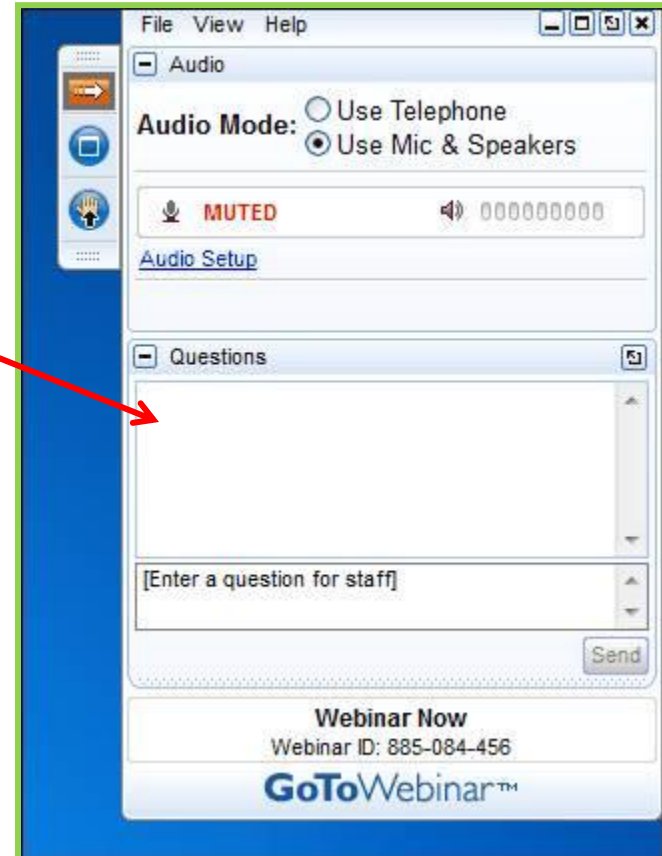 File View Help
Audio
Audio Mode:
Use Telephone
Use Mic & Speakers
MUTED
000000000
Audio Setup
Questions
[Enter a question for staff]
Send
Webinar Now
Webinar ID: 885-084-456
GoToWebinar™